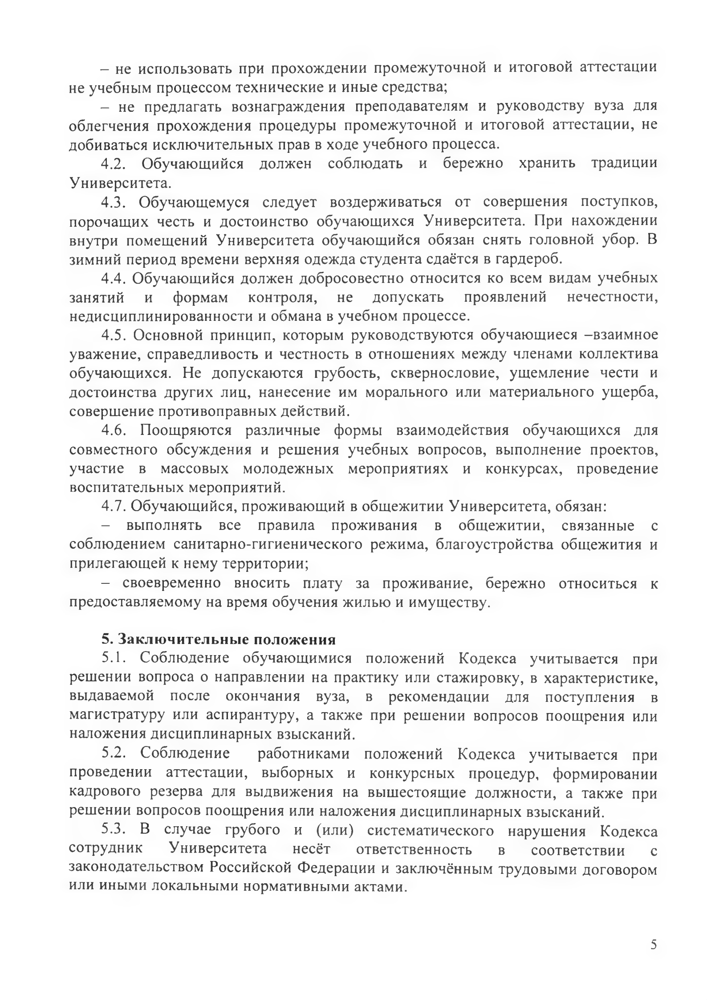 – не использовать при прохождении промежуточной и итоговой аттестации
не учебным процессом технические и иные средства;
– не предлагать вознаграждения преподавателям и руководству вуза для
облегчения прохождения процедуры промежуточной и итоговой аттестации, не
добиваться исключительных прав в ходе учебного процесса.
4.2. Обучающийся должен соблюдать и бережно хранить традиции
Университета.
4.3. Обучающемуся следует воздерживаться от совершения поступков,
порочащих честь и достоинство обучающихся Университета. При нахождении
внутри помещений Университета обучающийся обязан снять головной убор. В
зимний период времени верхняя одежда студента сдаётся в гардероб.
4.4. Обучающийся должен добросовестно относится ко всем видам учебных
занятий и формам контроля, не допускать проявлений нечестности,
недисциплинированности и обмана в учебном процессе.
4.5. Основной принцип, которым руководствуются обучающиеся –взаимное
уважение, справедливость и честность в отношениях между членами коллектива
обучающихся. Не допускаются грубость, сквернословие, ущемление чести и
достоинства других лиц, нанесение им морального или материального ущерба,
совершение противоправных действий.
4.6. Поощряются различные формы взаимодействия обучающихся для
совместного обсуждения и решения учебных вопросов, выполнение проектов,
участие в массовых молодежных мероприятиях и конкурсах, проведение
воспитательных мероприятий.
4.7. Обучающийся, проживающий в общежитии Университета, обязан:
– выполнять все правила проживания в общежитии, связанные с
соблюдением санитарно-гигиенического режима, благоустройства общежития и
прилегающей к нему территории;
– своевременно вносить плату за проживание, бережно относиться к
предоставляемому на время обучения жилью и имуществу.
5. Заключительные положения
5.1. Соблюдение обучающимися положений Кодекса учитывается при
решении вопроса о направлении на практику или стажировку, в характеристике,
выдаваемой после окончания вуза, в рекомендации для поступления в
магистратуру или аспирантуру, а также при решении вопросов поощрения или
наложения дисциплинарных взысканий.
5.2. Соблюдение работниками положений Кодекса учитывается при
проведении аттестации, выборных и конкурсных процедур, формировании
кадрового резерва для выдвижения на вышестоящие должности, а также при
решении вопросов поощрения или наложения дисциплинарных взысканий.
5.3. В случае грубого и (или) систематического нарушения Кодекса
сотрудник Университета несёт ответственность в соответствии с
законодательством Российской Федерации и заключённым трудовыми договором
или иными локальными нормативными актами.
5